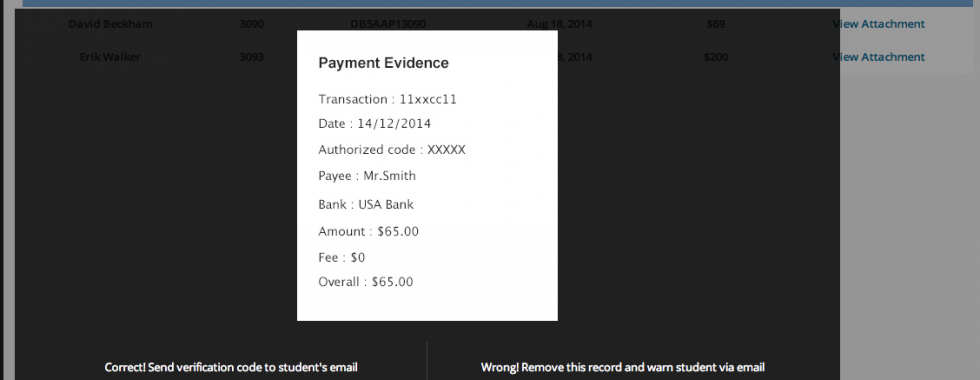 David Beckham 3090 DBSAAP13090 Aug 18, 2014 $69 View Attachment
Erik Walker 3093 8, 2014 $200 View Attachment
Payment Evidence
Transaction : 11xxcc11
Date : 14/12/2014
Authorized code : XXXXX
Payee : Mr.Smith
Bank : USA Bank
Amount : $65.00
Fee : $0
Overall : $65.00
Correct! Send verification code to student's email Wrong! Remove this record and warn student via email